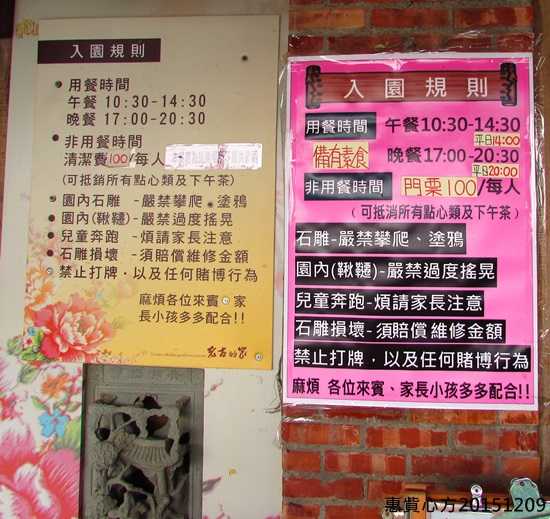 入園規則
用餐時間
午餐 10:30-14:30
晚餐 17:00-20:30
非用餐時間
清潔費100/每人
(可抵銷所有點心類及下午茶)
園內石雕 -嚴禁攀爬、塗鴉
園內(鞦韆)-嚴禁過度搖晃
兒童奔跑 -煩請家長注意
石雕損壞 -須賠償維修金額
禁止打牌,以及任何賭博行為
麻煩各位來賓、家
長小孩多多配合!!
入園規則
用餐時間 午餐10:30-14:30
平日14:00
備有素食 晚餐17:00-20:30
平日20:00
非用餐時間 門票100/每人
(可抵銷所有點心類及下午茶)
石雕-嚴禁攀爬、塗鴉
園內(鞦韆)-嚴禁過度搖晃
兒童奔跑-煩請家長注意
石雕損壞-須賠償維修金額
禁止打牌,以及任何賭博行為
麻煩 各位來賓、家長小孩多多配合!!
惠貲心方20151209